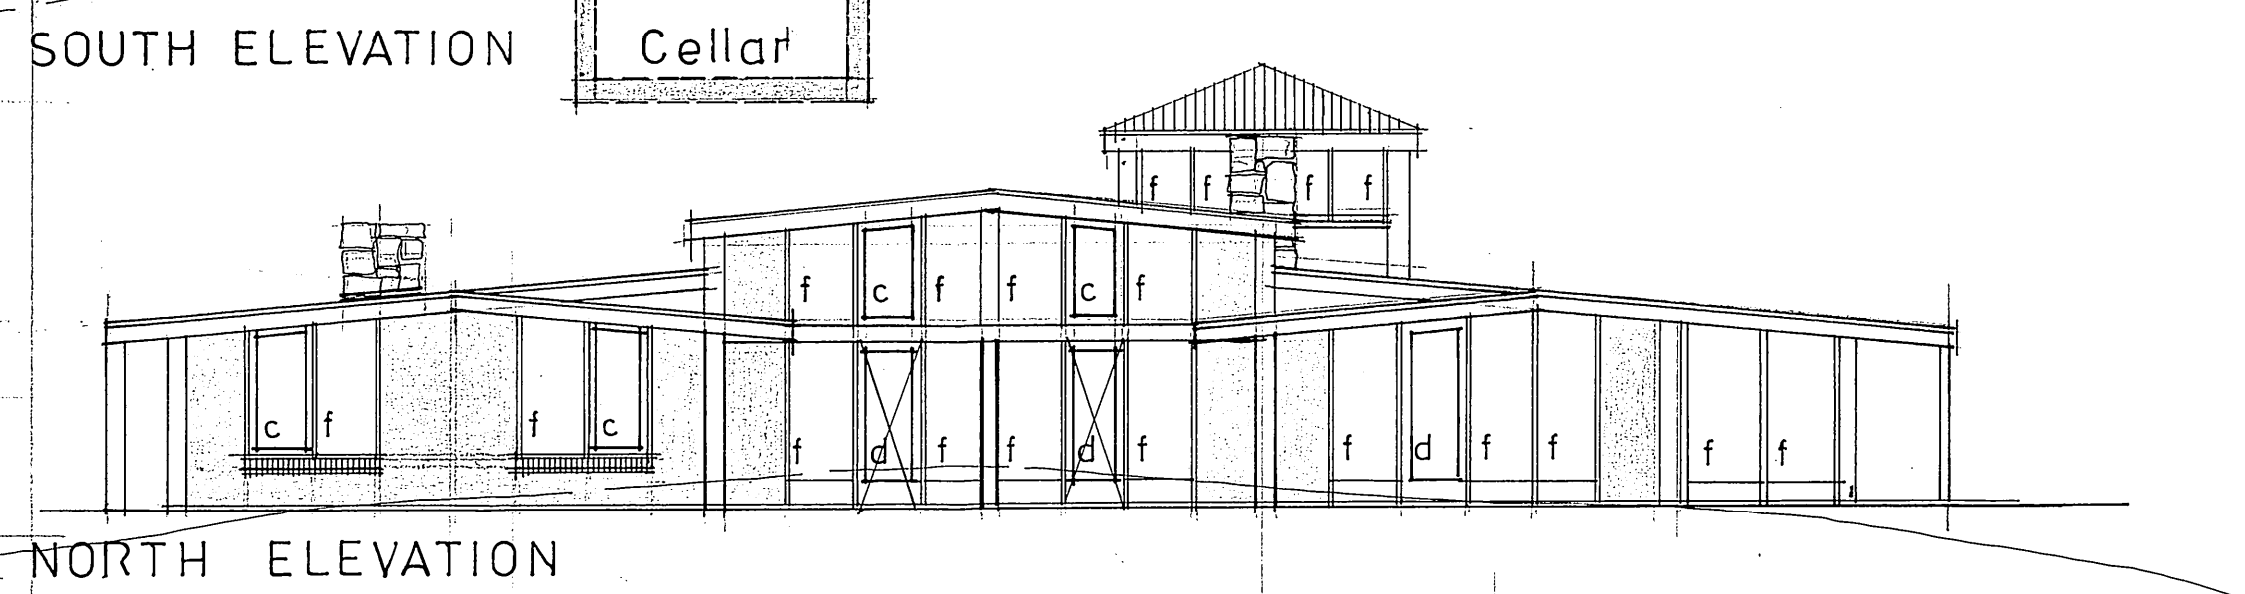 SOUTH ELEVATION
Cellar
f f f f
f c f f c f
c f f c
f d f f d f
f d f f f f
NORTH ELEVATION